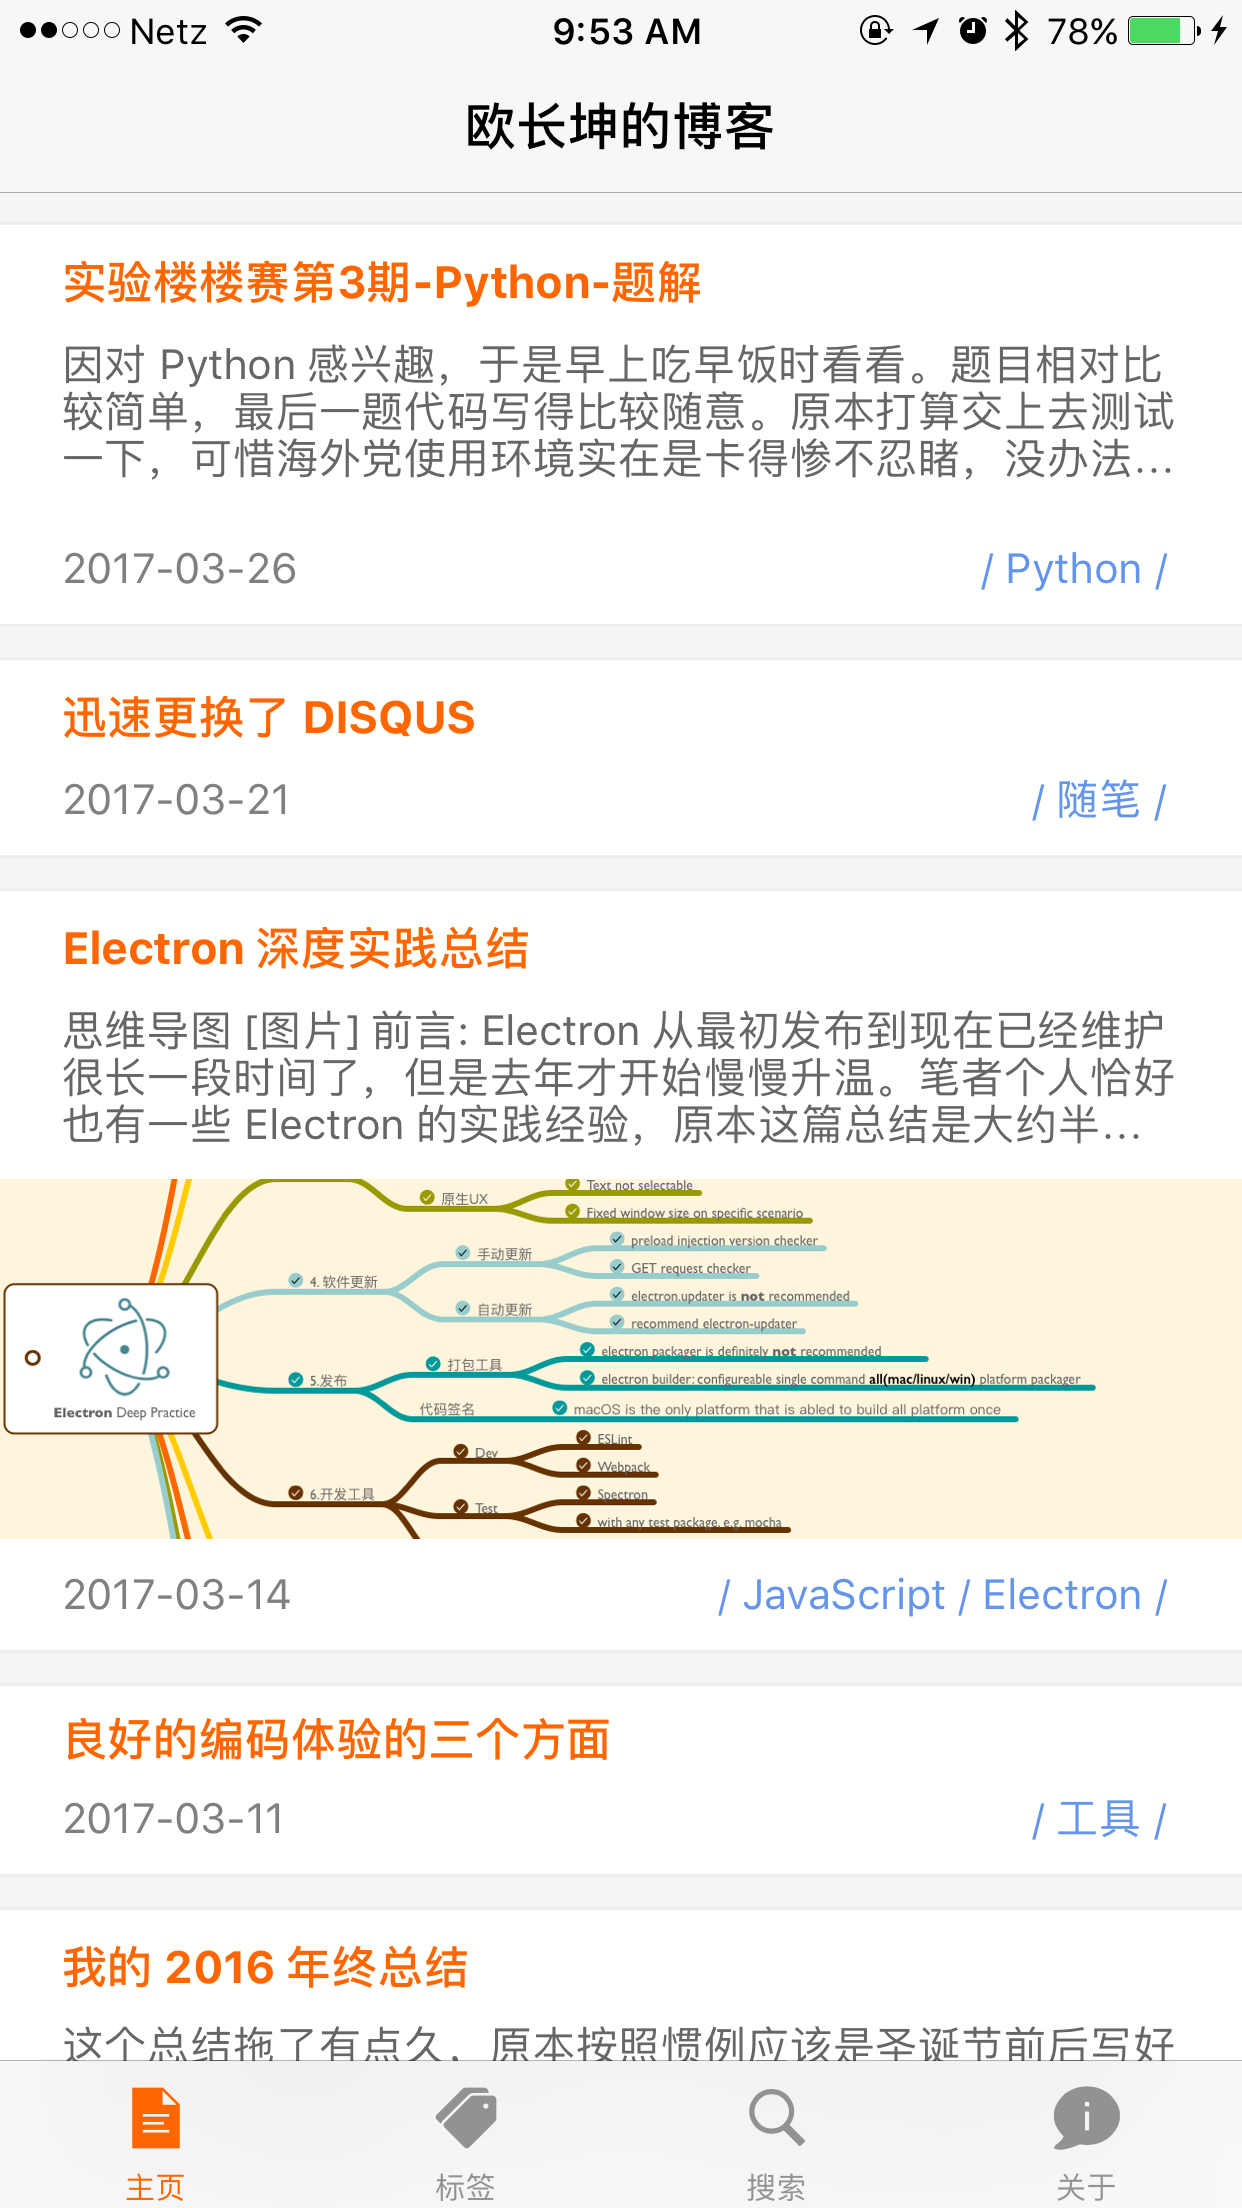 Netz 9:53 AM 78%
欧长坤的博客
实验楼楼赛第3期-Python-题解
因对 Python 感兴趣，于是早上吃早饭时看看。题目相对比
较简单，最后一题代码写得比较随意。原本打算交上去测试
一下，可惜海外党使用环境实在是卡得惨不忍睹，没办法...
2017-03-26 / Python /
迅速更换了 DISQUS
2017-03-21 / 随笔 /
Electron 深度实践总结
思维导图 [图片] 前言: Electron 从最初发布到现在已经维护
很长一段时间了，但是去年才开始慢慢升温。笔者个人恰好
也有一些 Electron 的实践经验，原本这篇总结是大约半...
Text not selectable
原生UX
Fixed window size on specific scenario
preload injection version checker
手动更新
GET request checker
4. 软件更新
electron.updater is not recommended
自动更新
recommend electron-updater
electron packager is definitely not recommended
打包工具
5.发布
electron builder: configureable single command all(mac/linux/win) platform packager
代码签名
macOS is the only platform that is abled to build all platform once
Electron Deep Practice
ESLint
Dev
Webpack
6.开发工具
Spectron
Test
with any test package, e.g, mocha
2017-03-14 / JavaScript / Electron /
良好的编码体验的三个方面
2017-03-11 / 工具 /
我的 2016 年终总结
这个总结拖了有点久，原本按照惯例应该是圣诞节前后写好
主页 标签 搜索 关于